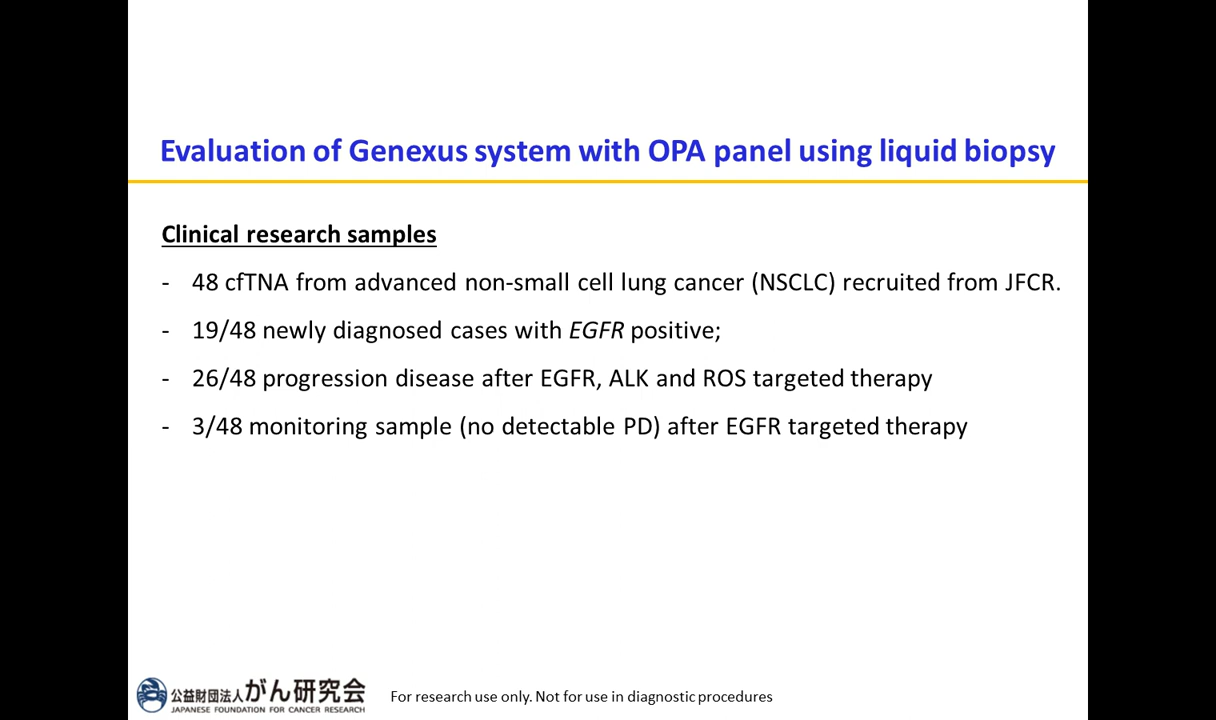 Evaluation of Genexus system with OPA panel using liquid biopsy
Clinical research samples
- 48 cfTNA from advanced non-small cell lung cancer (NSCLC) recruited from JFCR.
- 19/48 newly diagnosed cases with EGFR positive;
- 26/48 progression disease after EGFR, ALK and ROS targeted therapy
- 3/48 monitoring sample (no detectable PD) after EGFR targeted therapy
公益財団法人がん研究会
JAPANESE FOUNDATION FOR CANCER RESEARCH
For research use only. Not for use in diagnostic procedures